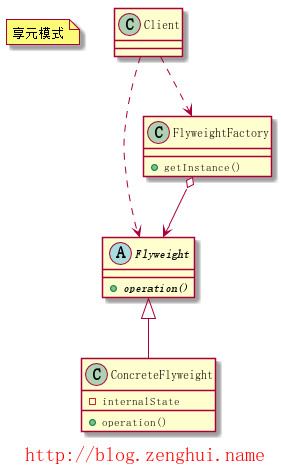 享元模式
C Client
C FlyweightFactory
getInstance()
A Flyweight
operation()
C ConcreteFlyweight
internalState
operation()
http://blog.zenghui.name